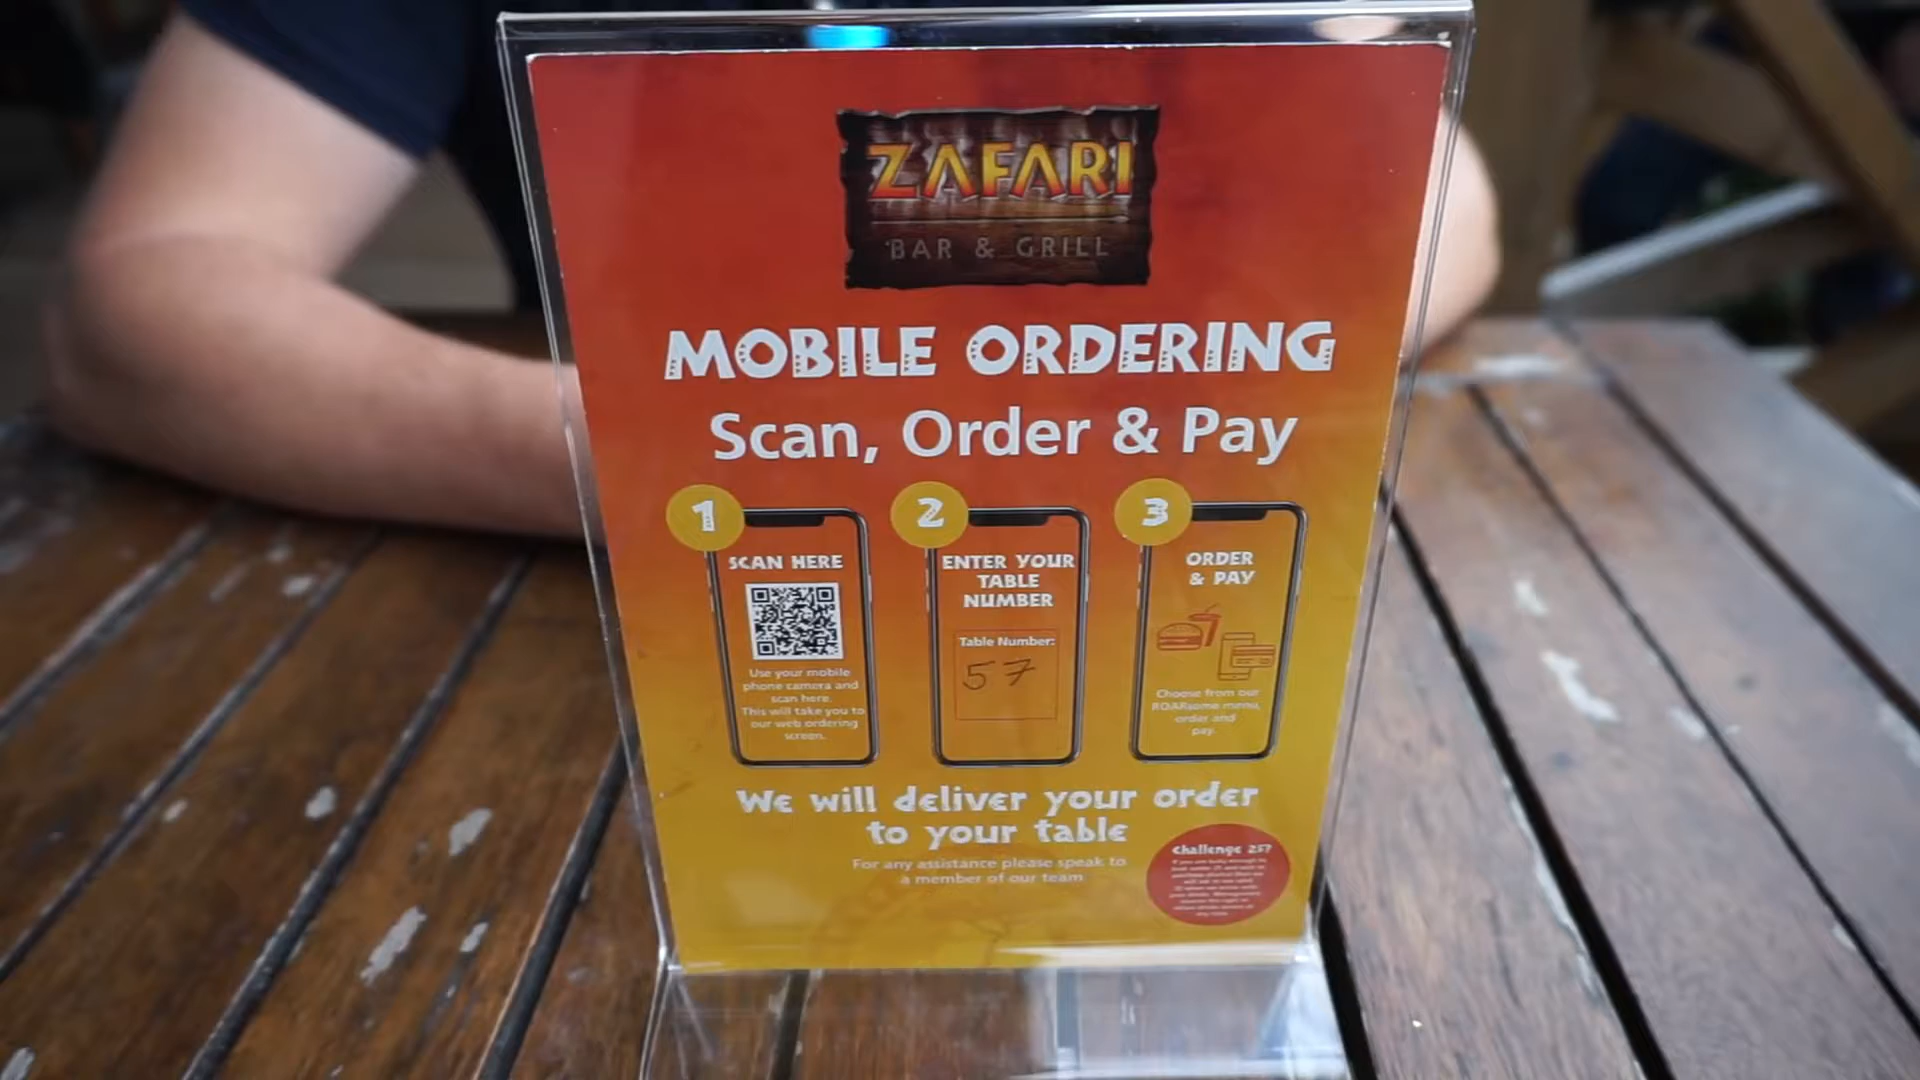 ZAFARI
BAR & GRILL
MOBILE ORDERING
Scan, Order & Pay
1
SCAN HERE
Use your mobile
phone camera and
scan here.
This will take you to
our web ordering
screen.
2
ENTER YOUR
TABLE
NUMBER
Table Number:
57
3
ORDER
& PAY
Choose from our
ROARsome menu,
order and
pay.
We will deliver your order
to your table
For any assistance please speak to
a member of our team
Challenge 25?